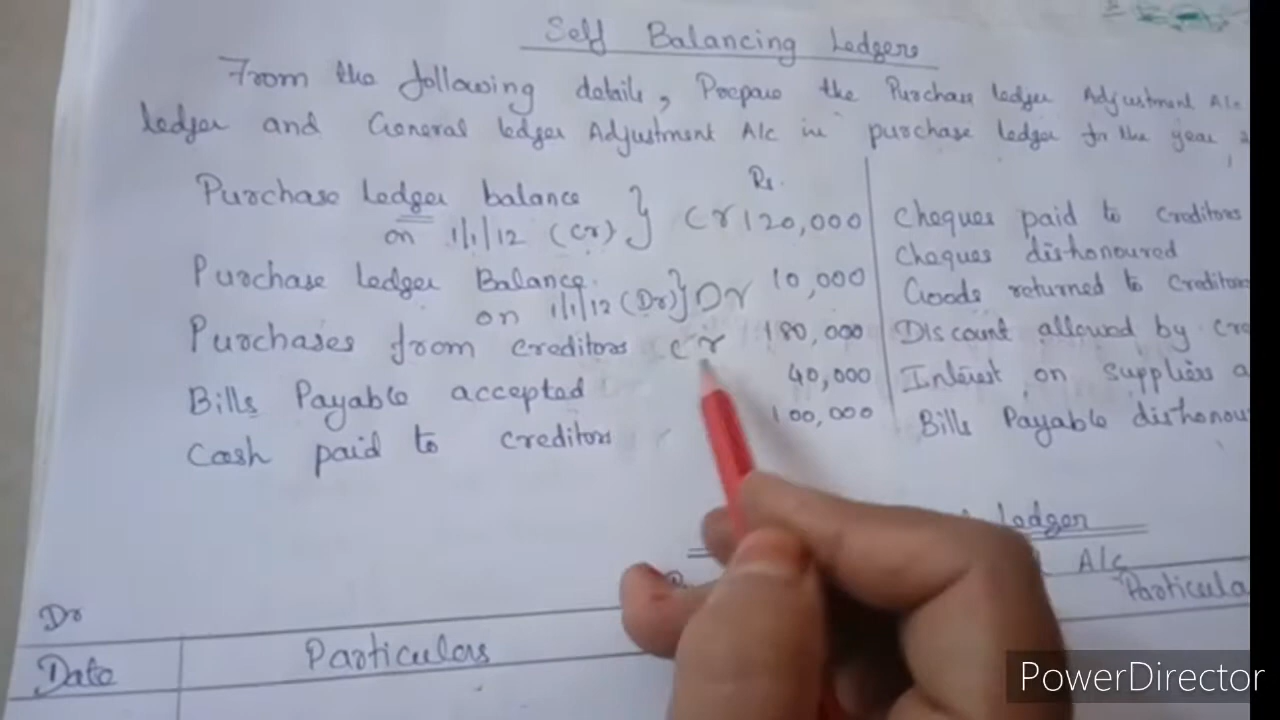 Self Balancing Ledgers
From the following details, Prepare the Purchase ledger Adjustment A/c
ledger and General ledger Adjustment A/c in purchase ledger for the year,
Rs.
Purchase Ledger balance
on 1/1/12 (Cr) } Cr 120,000
Purchase Ledger Balance
on 1/1/12 (Dr) } Dr 10,000
Purchases from creditors Cr 180,000
Bills Payable accepted 40,000
Cash paid to creditors 100,000
Cheques paid to creditors
Cheques dishonoured
Goods returned to Creditors
Discount allowed by cre
Interest on suppliers a
Bills Payable dishonou
Ledger
A/c
Dr
Date Particulars
Particula
PowerDirector